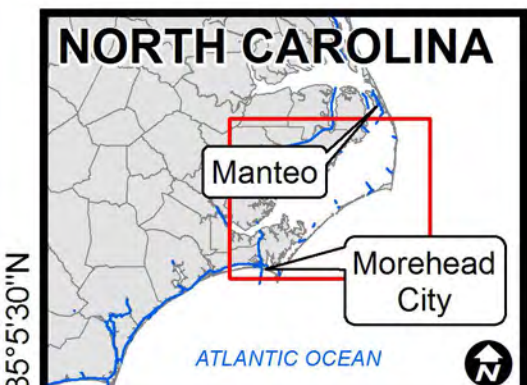 NORTH CAROLINA
Manteo
Morehead
City
ATLANTIC OCEAN
N
35°5'30"N